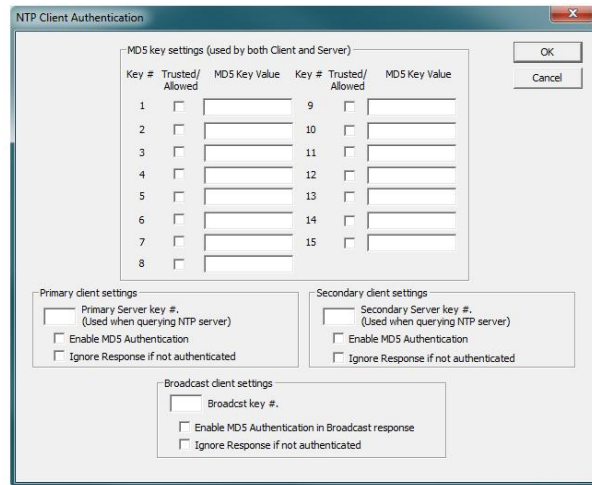 NTP Client Authentication
x
MD5 key settings (used by both Client and Server)
OK
Cancel
Key # Trusted/ MD5 Key Value Key # Trusted/ MD5 Key Value
Allowed Allowed
1 9
2 10
3 11
4 12
5 13
6 14
7 15
8
Primary client settings
Primary Server key #.
(Used when querying NTP server)
Enable MD5 Authentication
Ignore Response if not authenticated
Secondary client settings
Secondary Server key #.
(Used when querying NTP server)
Enable MD5 Authentication
Ignore Response if not authenticated
Broadcast client settings
Broadcst key #.
Enable MD5 Authentication in Broadcast response
Ignore Response if not authenticated